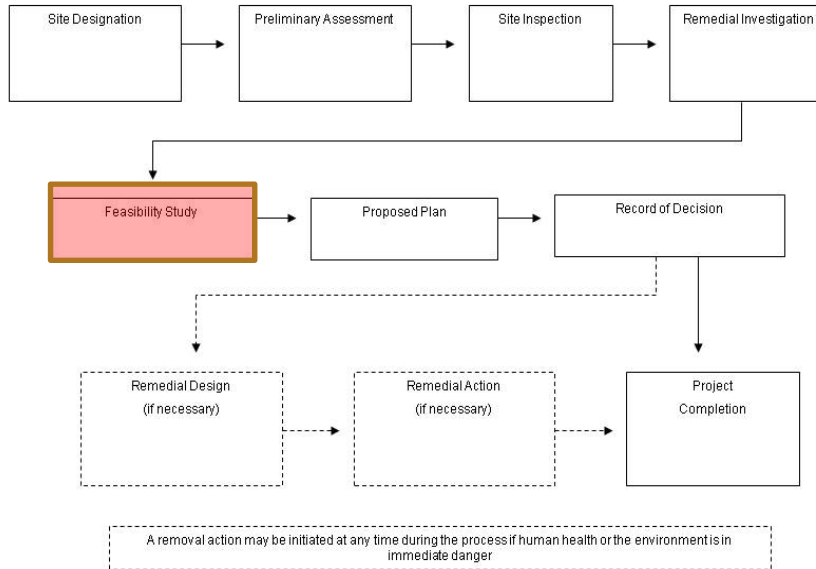 Site Designation
Preliminary Assessment
Site Inspection
Remedial Investigation
Feasibility Study
Proposed Plan
Record of Decision
Remedial Design
(if necessary)
Remedial Action
(if necessary)
Project
Completion
A removal action may be initiated at any time during the process if human health or the environment is in
immediate danger